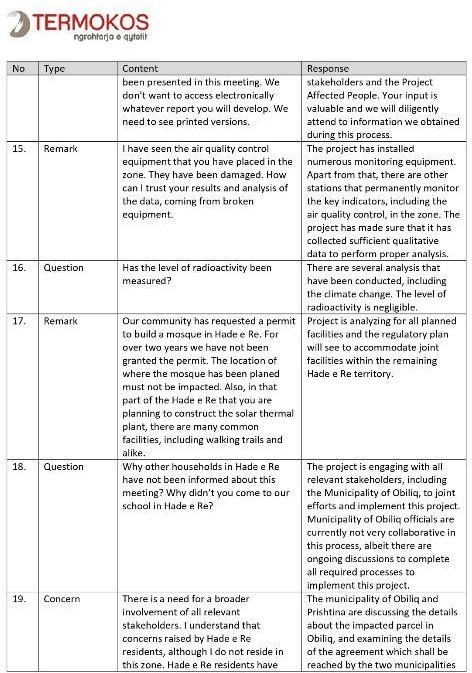 TERMOKOS
ngrohtorja e qytetit
No Type Content Response
been presented in this meeting. We
don't want to access electronically
whatever report you will develop. We
need to see printed versions.
stakeholders and the Project
Affected People. Your input is
valuable and we will diligently
attend to information we obtained
during this process.
15. Remark
I have seen the air quality control
equipment that you have placed in the
zone. They have been damaged. How
can I trust your results and analysis of
the data, coming from broken
equipment.
The project has installed
numerous monitoring equipment.
Apart from that, there are other
stations that permanently monitor
the key indicators, including the
air quality control, in the zone. The
project has made sure that it has
collected sufficient qualitative
data to perform proper analysis.
16. Question
Has the level of radioactivity been
measured?
There are several analysis that
have been conducted, including
the climate change. The level of
radioactivity is negligible.
17. Remark
Our community has requested a permit
to build a mosque in Hade e Re. For
over two years we have not been
granted the permit. The location of
where the mosque has been planed
must not be impacted. Also, in that
part of the Hade e Re that you are
planning to construct the solar thermal
plant, there are many common
facilities, including walking trails and
alike.
Project is analyzing for all planned
facilities and the regulatory plan
will see to accommodate joint
facilities within the remaining
Hade e Re territory.
18. Question
Why other households in Hade e Re
have not been informed about this
meeting? Why didn't you come to our
school in Hade e Re?
The project is engaging with all
relevant stakeholders, including
the Municipality of Obiliq, to joint
efforts and implement this project.
Municipality of Obiliq officials are
currently not very collaborative in
this process, albeit there are
ongoing discussions to complete
all required processes to
implement this project.
19. Concern
There is a need for a broader
involvement of all relevant
stakeholders. I understand that
concerns raised by Hade e Re
residents, although I do not reside in
this zone. Hade e Re residents have
The municipality of Obiliq and
Prishtina are discussing the details
about the impacted parcel in
Obiliq, and examining the details
of the agreement which shall be
reached by the two municipalities